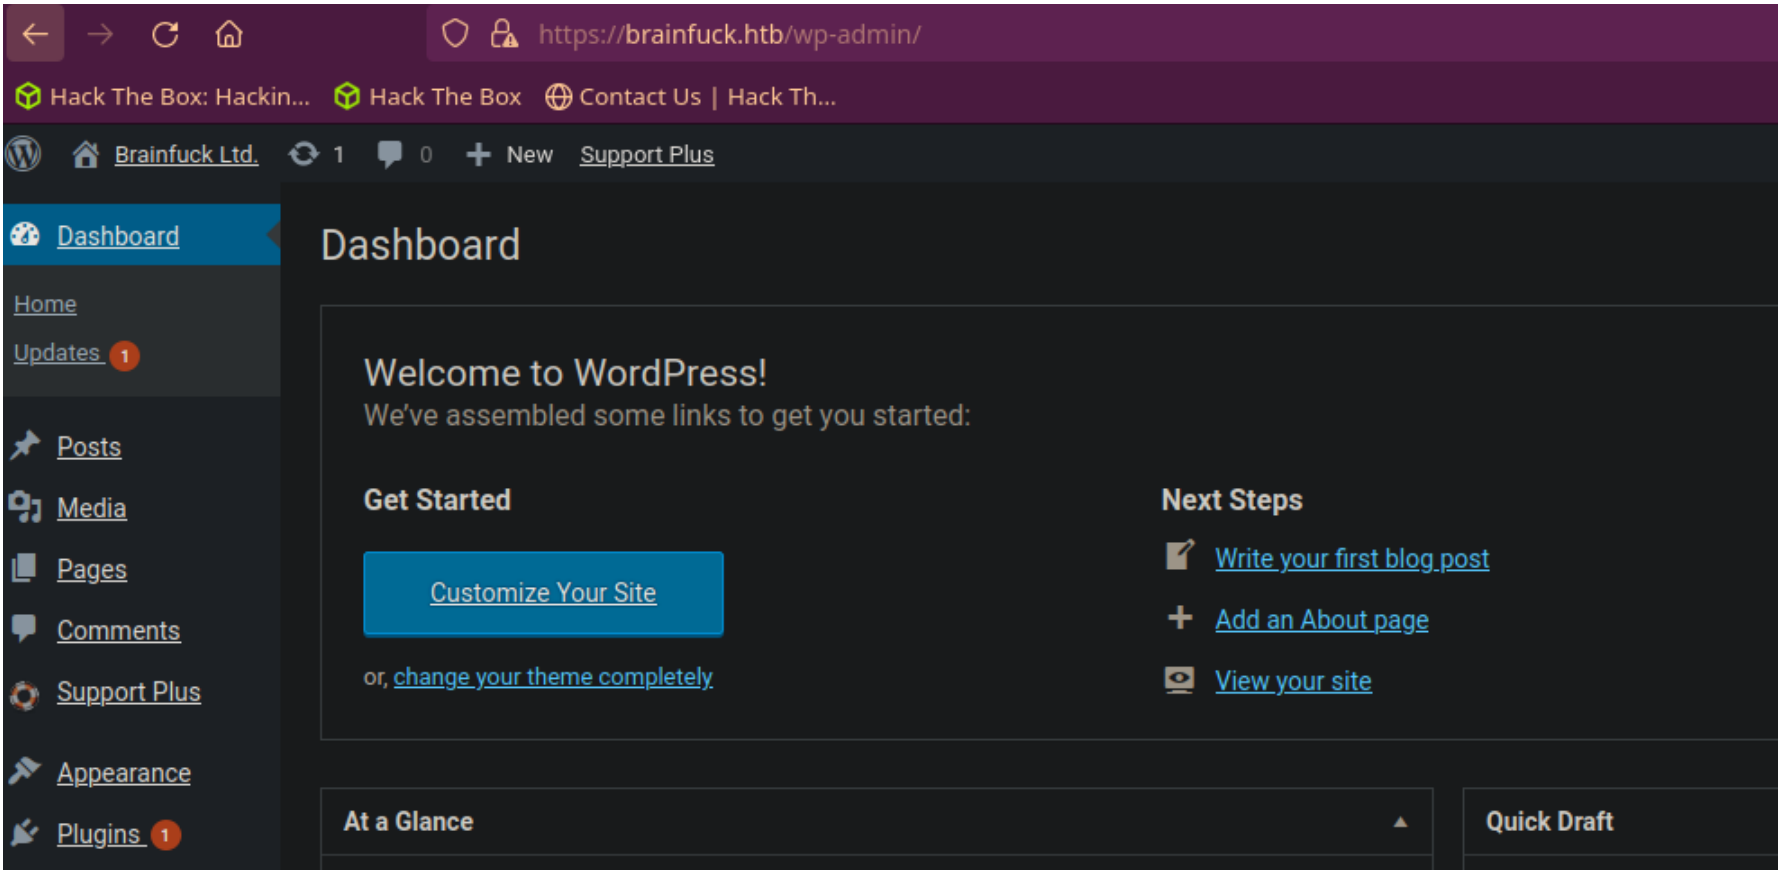 https://brainfuck.htb/wp-admin/
Hack The Box: Hackin... Hack The Box Contact Us | Hack Th...
Brainfuck Ltd. 1 0 New Support Plus
Dashboard
Home
Updates 1
Posts
Media
Pages
Comments
Support Plus
Appearance
Plugins 1
Dashboard
Welcome to WordPress!
We’ve assembled some links to get you started:
Get Started
Customize Your Site
or, change your theme completely
Next Steps
Write your first blog post
Add an About page
View your site
At a Glance
Quick Draft